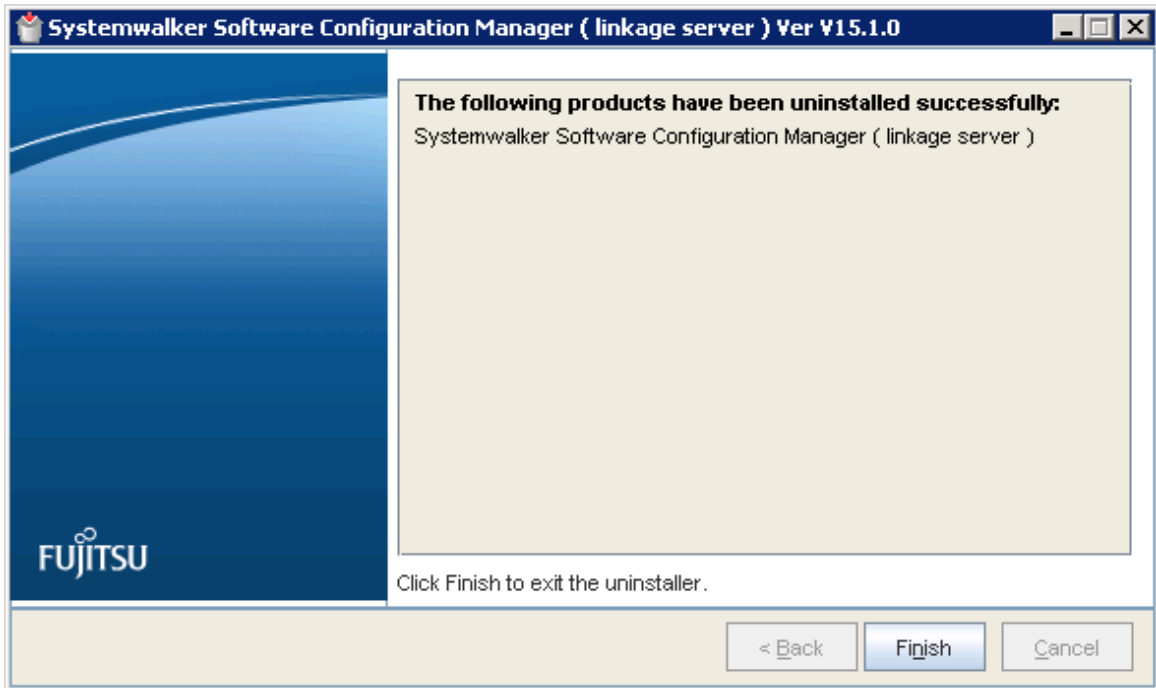 Systemwalker Software Configuration Manager ( linkage server ) Ver V15.1.0
The following products have been uninstalled successfully:
Systemwalker Software Configuration Manager ( linkage server )
FUJITSU
Click Finish to exit the uninstaller.
< Back
Finish
Cancel